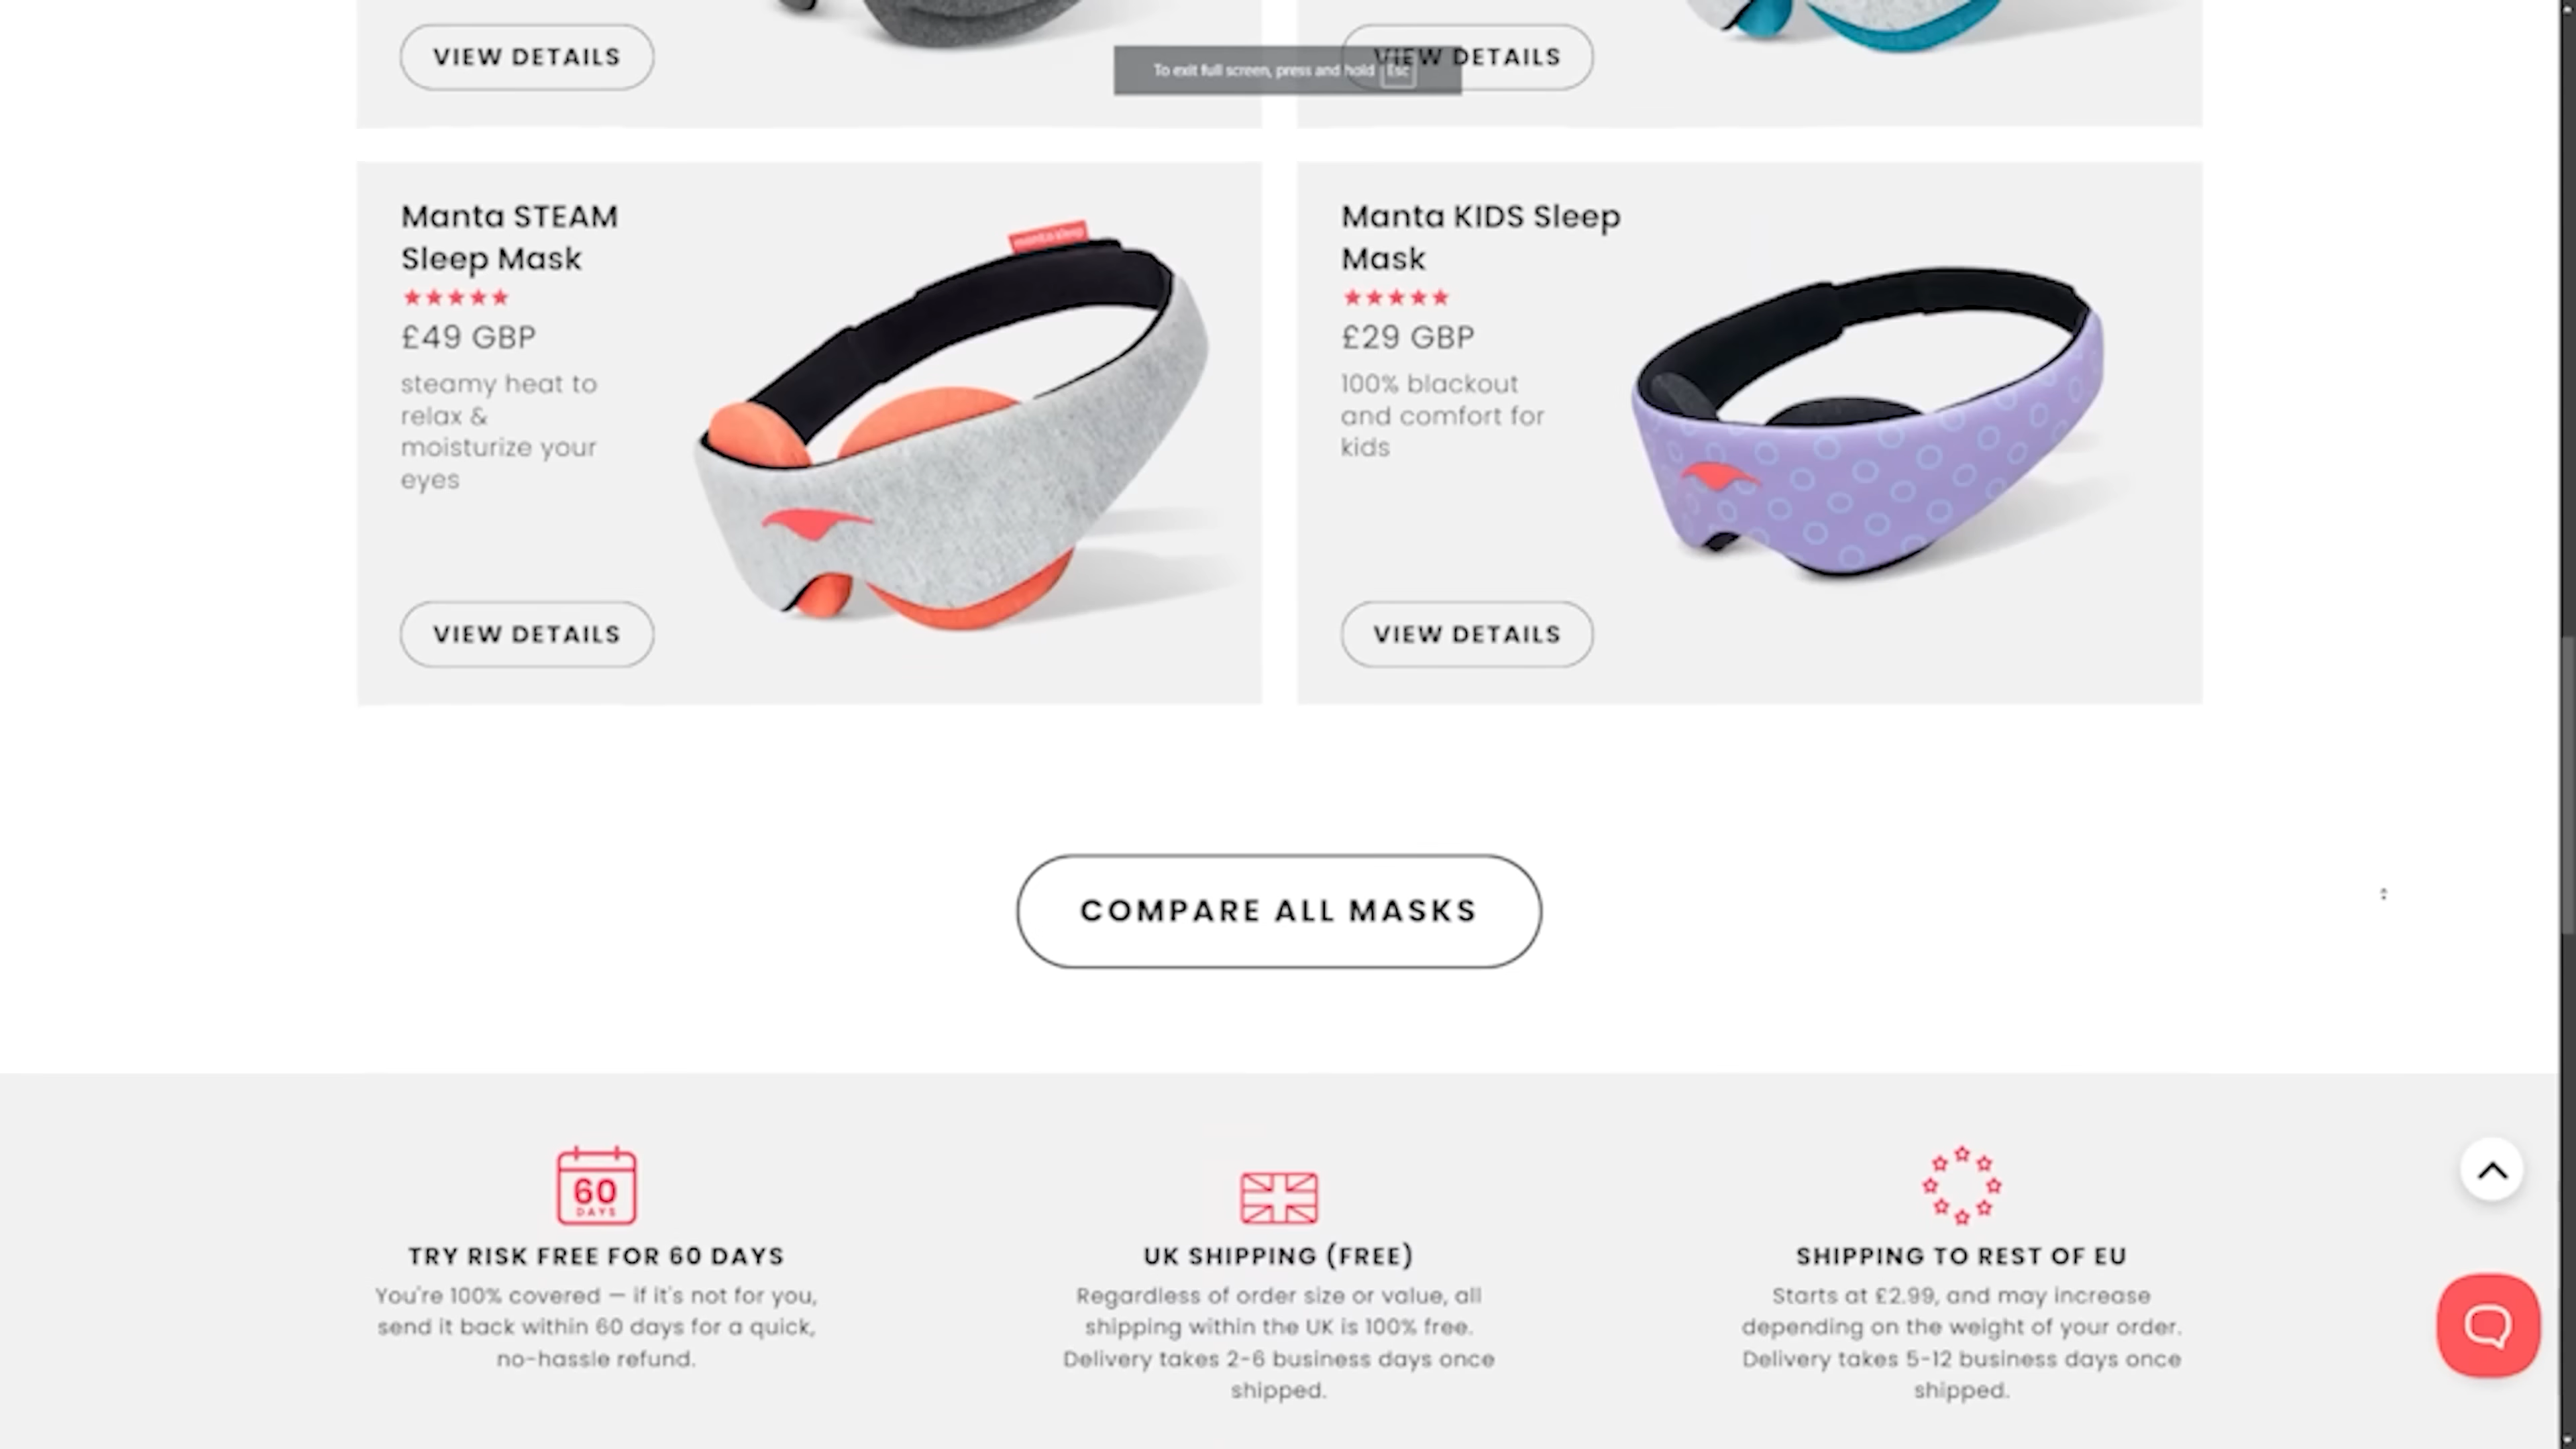 VIEW DETAILS
VIEW DETAILS
To exit full screen, press and hold Esc
Manta STEAM
Sleep Mask
£49 GBP
steamy heat to
relax &
moisturize your
eyes
VIEW DETAILS
manta sleep
Manta KIDS Sleep
Mask
£29 GBP
100% blackout
and comfort for
kids
VIEW DETAILS
COMPARE ALL MASKS
60
DAYS
TRY RISK FREE FOR 60 DAYS
You're 100% covered — if it's not for you,
send it back within 60 days for a quick,
no-hassle refund.
UK SHIPPING (FREE)
Regardless of order size or value, all
shipping within the UK is 100% free.
Delivery takes 2-6 business days once
shipped.
SHIPPING TO REST OF EU
Starts at £2.99, and may increase
depending on the weight of your order.
Delivery takes 5-12 business days once
shipped.